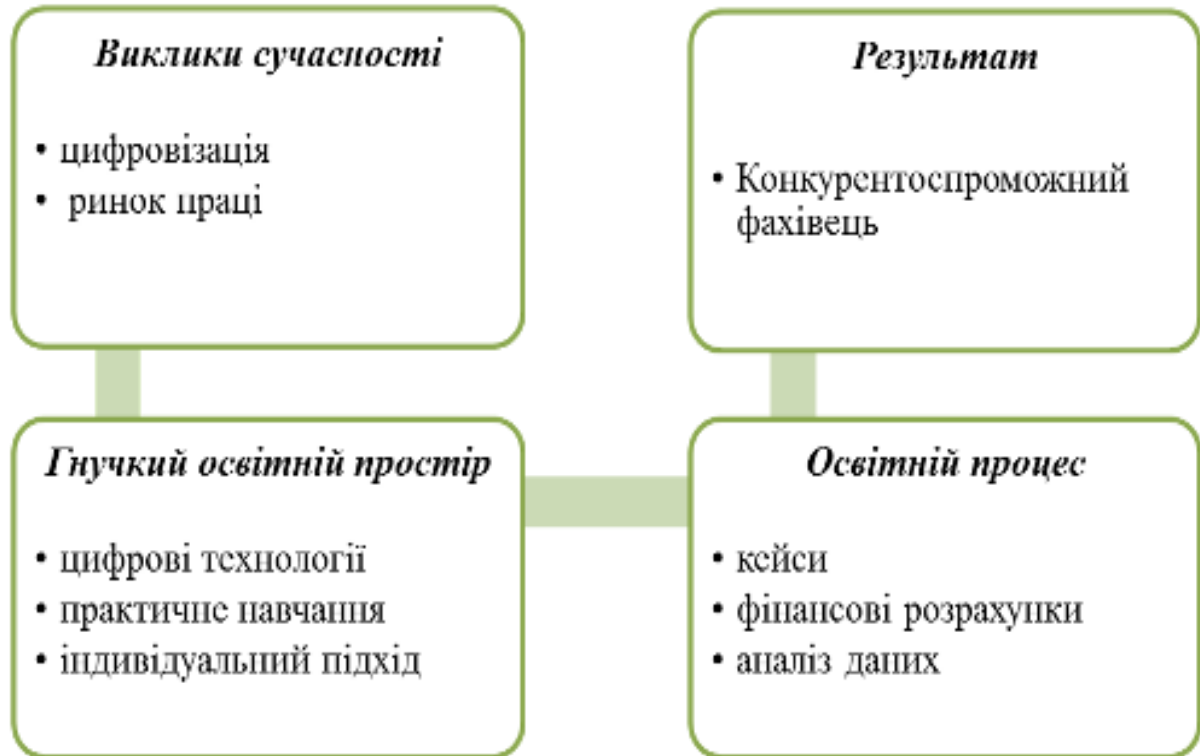 Виклики сучасності
• цифровізація
• ринок праці
Гнучкий освітній простір
• цифрові технології
• практичне навчання
• індивідуальний підхід
Освітній процес
• кейси
• фінансові розрахунки
• аналіз даних
Результат
• Конкурентоспроможний
фахівець